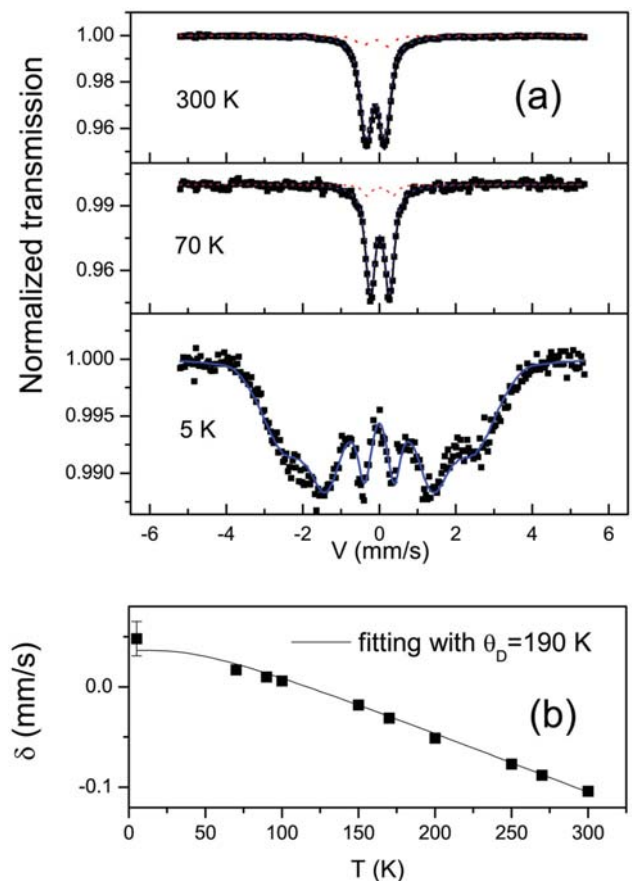 Normalized transmission
1.00
0.98
0.96
300 K
(a)
0.99
0.96
70 K
1.000
0.995
0.990
5 K
-6 -4 -2 0 2 4 6
V (mm/s)
δ (mm/s)
0.0
-0.1
fitting with θD=190 K
(b)
0 50 100 150 200 250 300
T (K)